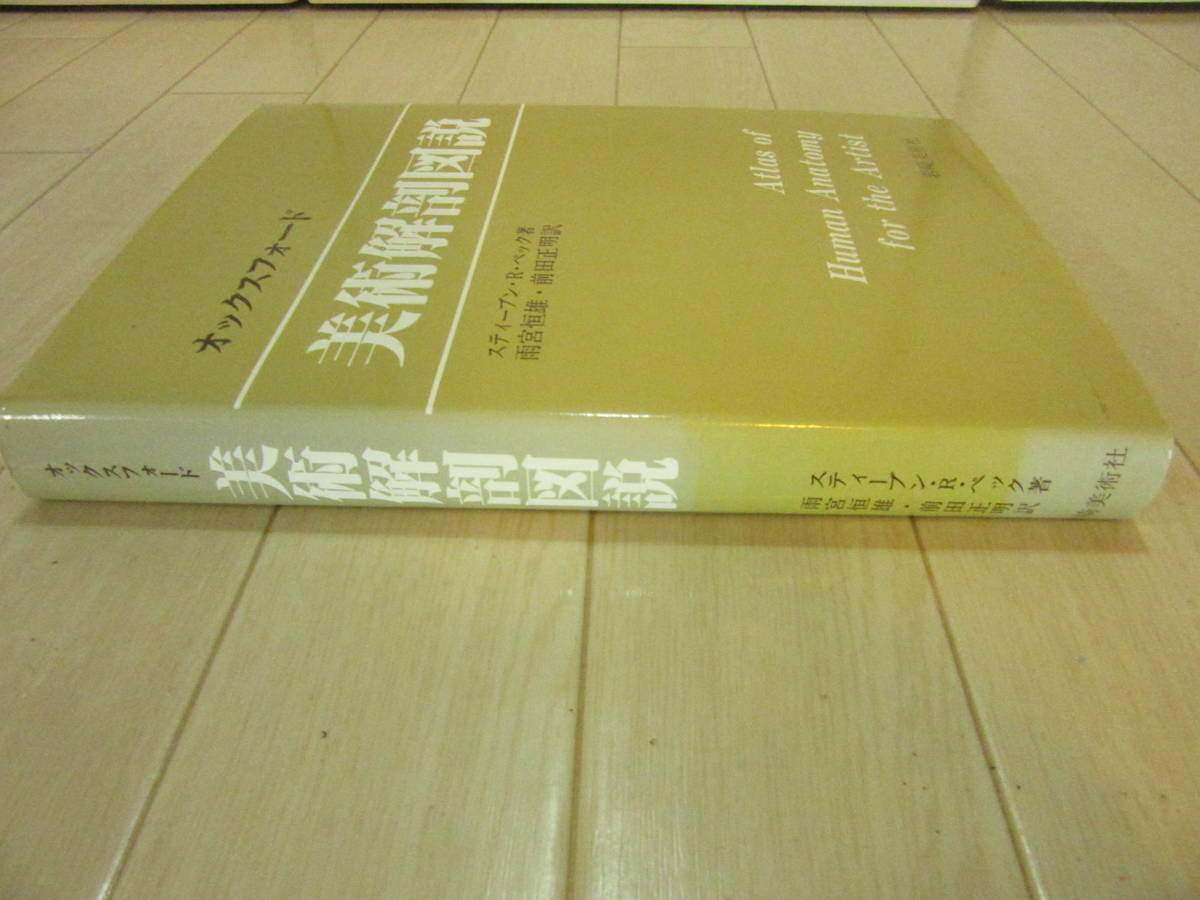 オックスフォード
美術解剖図説
スティーブン・R・ペック著
雨宮恒雄・前田正明訳
Atlas of
Human Anatomy
for the Artist
オックスフォード
美術解剖図説
スティーブン・R・ペック著
雨宮恒雄・前田正明訳
美術社